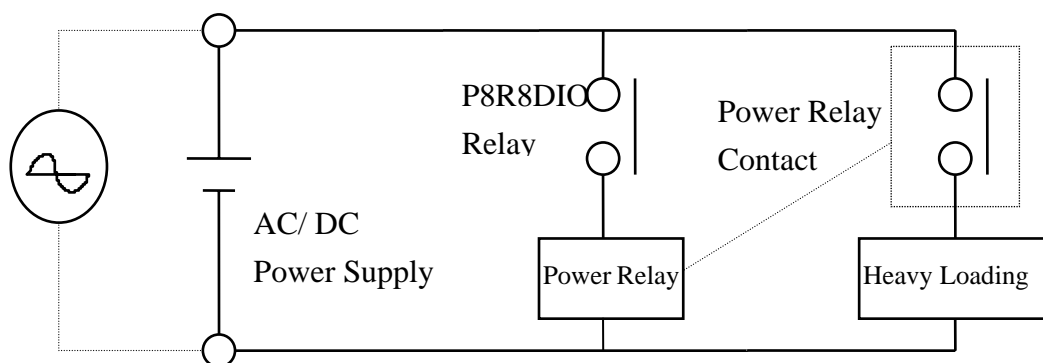 P8R8DIO
Relay
Power Relay
Contact
AC/ DC
Power Supply
Power Relay
Heavy Loading